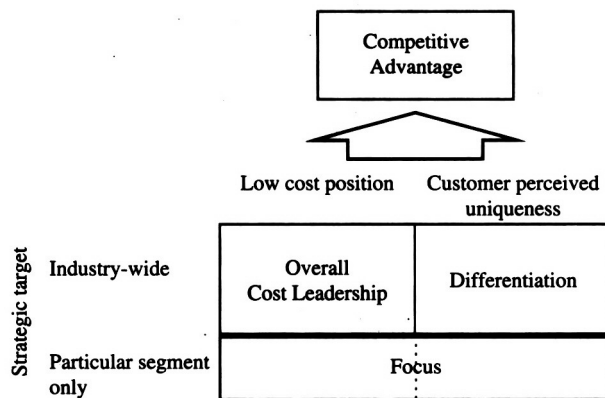 Competitive
Advantage
Low cost position
Customer perceived
uniqueness
Strategic target
Industry-wide
Overall
Cost Leadership
Differentiation
Particular segment
only
Focus